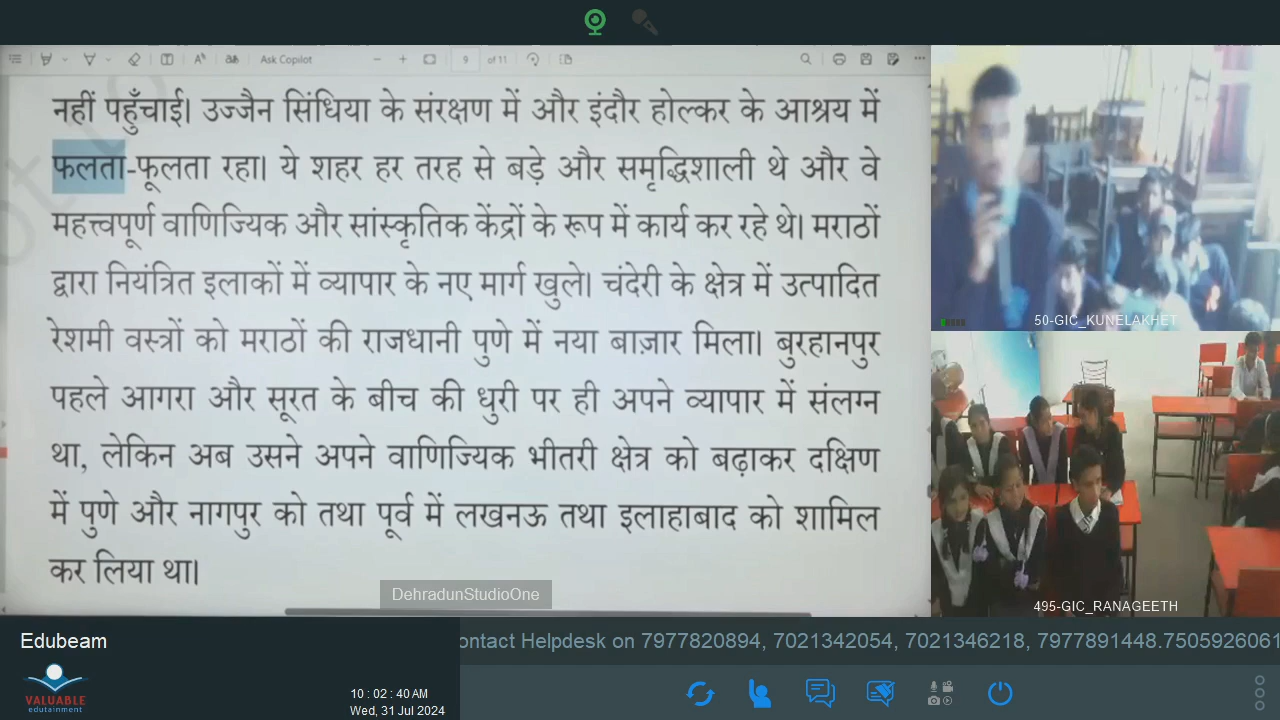 Ask Copilot
9
of 11
नहीं पहुँचाई। उज्जैन सिंधिया के संरक्षण में और इंदौर होल्कर के आश्रय में
फलता-फूलता रहा। ये शहर हर तरह से बड़े और समृद्धिशाली थे और वे
महत्त्वपूर्ण वाणिज्यिक और सांस्कृतिक केंद्रों के रूप में कार्य कर रहे थे। मराठों
द्वारा नियंत्रित इलाकों में व्यापार के नए मार्ग खुले। चंदेरी के क्षेत्र में उत्पादित
रेशमी वस्त्रों को मराठों की राजधानी पुणे में नया बाज़ार मिला। बुरहानपुर
पहले आगरा और सूरत के बीच की धुरी पर ही अपने व्यापार में संलग्न
था, लेकिन अब उसने अपने वाणिज्यिक भीतरी क्षेत्र को बढ़ाकर दक्षिण
में पुणे और नागपुर को तथा पूर्व में लखनऊ तथा इलाहाबाद को शामिल
कर लिया था।
DehradunStudioOne
50-GIC_KUNELAKHET
495-GIC_RANAGEETH
Edubeam
ontact Helpdesk on 7977820894, 7021342054, 7021346218, 7977891448.7505926061
VALUABLE
edutainment
10 : 02 : 40 AM
Wed, 31 Jul 2024